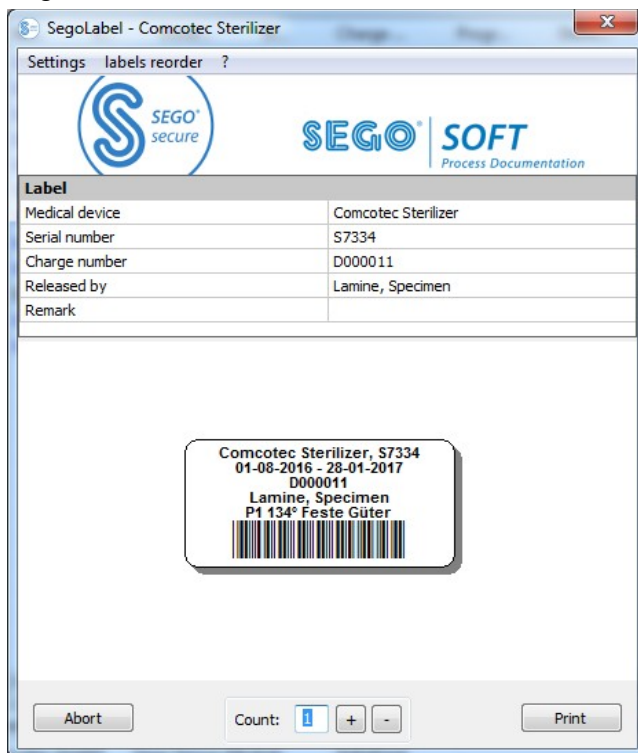 SegoLabel - Comcotec Sterilizer
Settings labels reorder ?
SEGO°
secure
SEGO° SOFT
Process Documentation
Label
Medical device Comcotec Sterilizer
Serial number S7334
Charge number D000011
Released by Lamine, Specimen
Remark
Comcotec Sterilizer, S7334
01-08-2016 - 28-01-2017
D000011
Lamine, Specimen
P1 134° Feste Güter
Abort Count: 1 + - Print